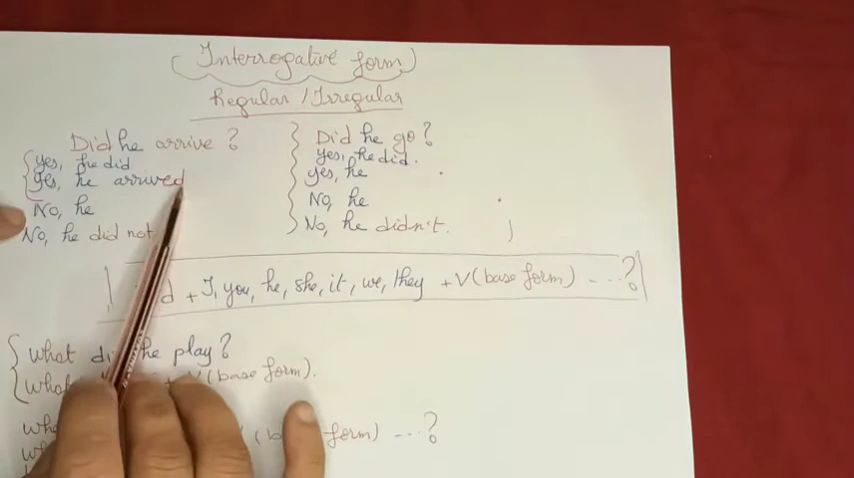 Interrogative form
Regular / Irregular
Did he arrive ?
yes, he did
yes, he arrived
No, he
No, he did not
Did he go ?
yes, he did.
yes, he
No, he
No, he didn't.
+ I, you, he, she, it, we, they + V (base form) ----?
what did he play ?
+ V (base form).
form) ---?